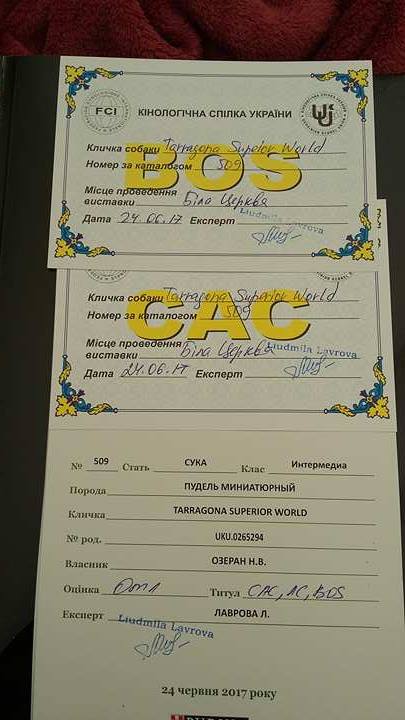 FCI
КІНОЛОГІЧНА СПІЛКА УКРАЇНИ
Кличка собаки Tarragona Superior World
BOS
Номер за каталогом 509
Місце проведення
виставки Біла Церква
Дата 24.06.17 Експерт
Liudmila Lavrova
Кличка собаки Tarragona Superior World
Номер за каталогом 509
CAC
Місце проведення
виставки Біла Церква
Liudmila Lavrova
Дата 24.06.17 Експерт
№ 509 Стать СУКА Клас Интермедиа
Порода ПУДЕЛЬ МИНИАТЮРНЫЙ
Кличка TARRAGONA SUPERIOR WORLD
№ род. UKU.0265294
Власник ОЗЕРАН Н.В.
Оцінка Отл Титул CAC, ЛС, BOS
Експерт ЛАВРОВА Л.
Liudmila Lavrova
24 червня 2017 року